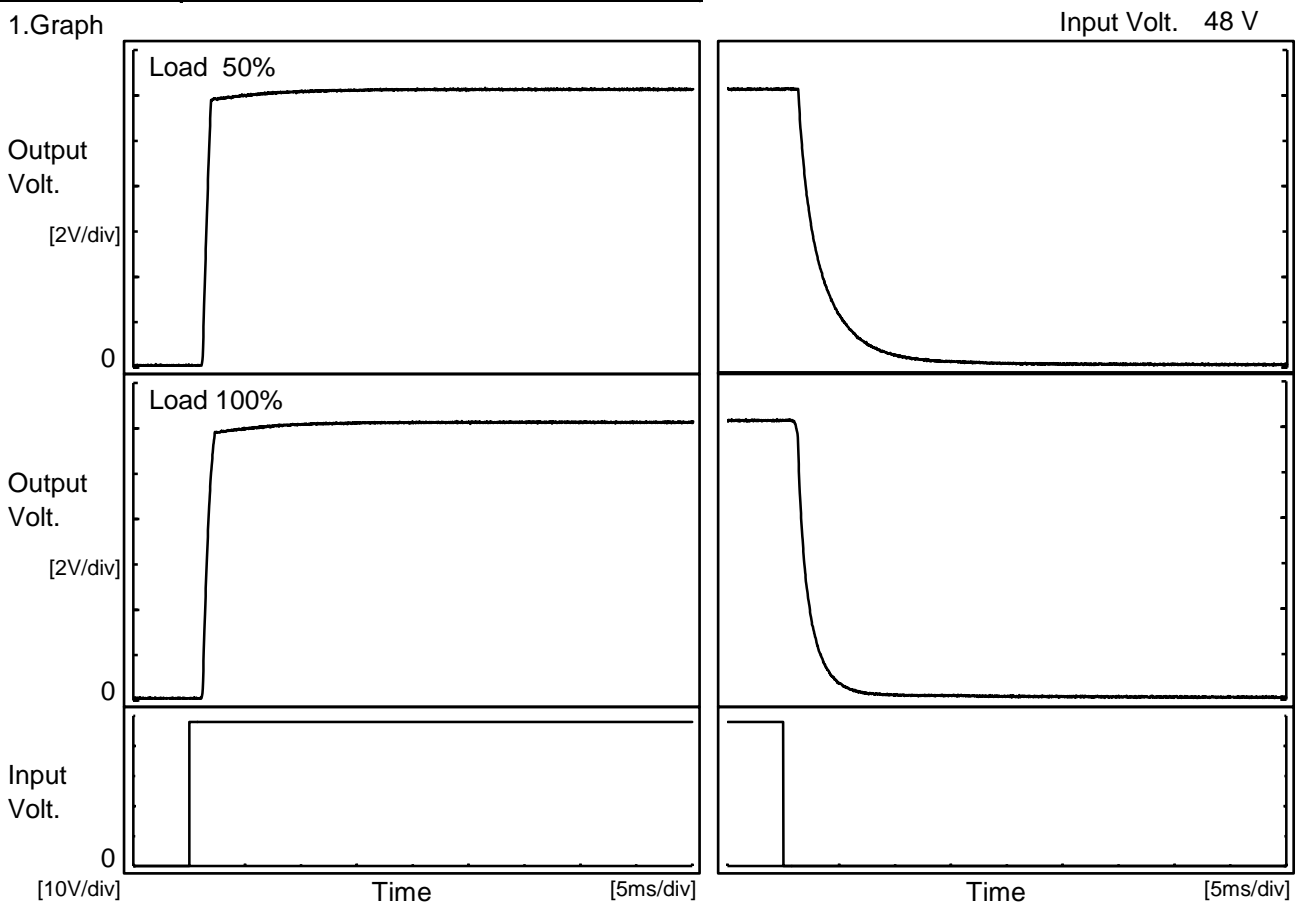 1.Graph
Input Volt. 48 V
Load 50%
Output
Volt.
[2V/div]
0
Load 100%
Output
Volt.
[2V/div]
0
Input
Volt.
0
[10V/div]
Time
[5ms/div]
Time
[5ms/div]